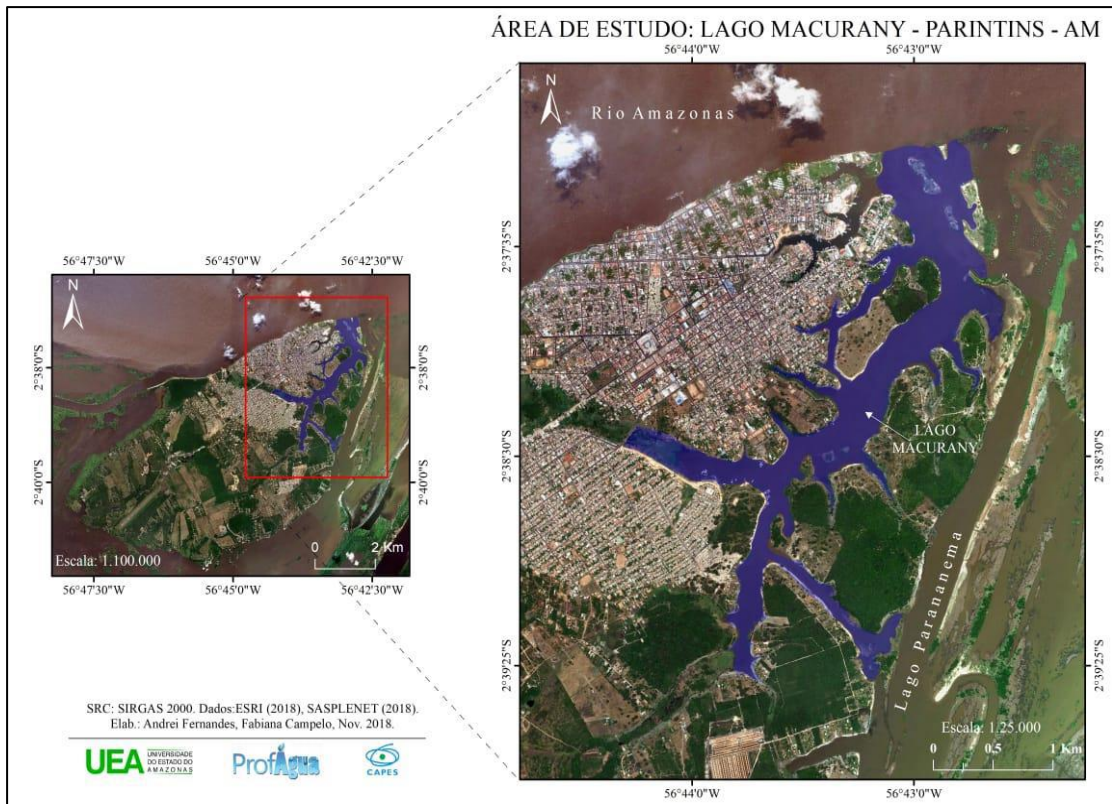 ÁREA DE ESTUDO: LAGO MACURANY - PARINTINS - AM
56°44'0"W 56°43'0"W
N
Rio Amazonas
2°37'35"S 2°37'35"S
56°47'30"W 56°45'0"W 56°42'30"W
N
2°38'0"S 2°38'0"S
LAGO
MACURANY
2°38'30"S 2°38'30"S
2°40'0"S 2°40'0"S
Escala: 1.100.000
0 2 Km
56°47'30"W 56°45'0"W 56°42'30"W
Lago Parananema
2°39'25"S 2°39'25"S
SRC: SIRGAS 2000. Dados:ESRI (2018), SASPLENET (2018).
Elab.: Andrei Fernandes, Fabiana Campelo, Nov. 2018.
Escala: 1.25.000
0 0,5 1 Km
UEA UNIVERSIDADE
DO ESTADO DO
AMAZONAS
ProfÁgua
CAPES
56°44'0"W 56°43'0"W